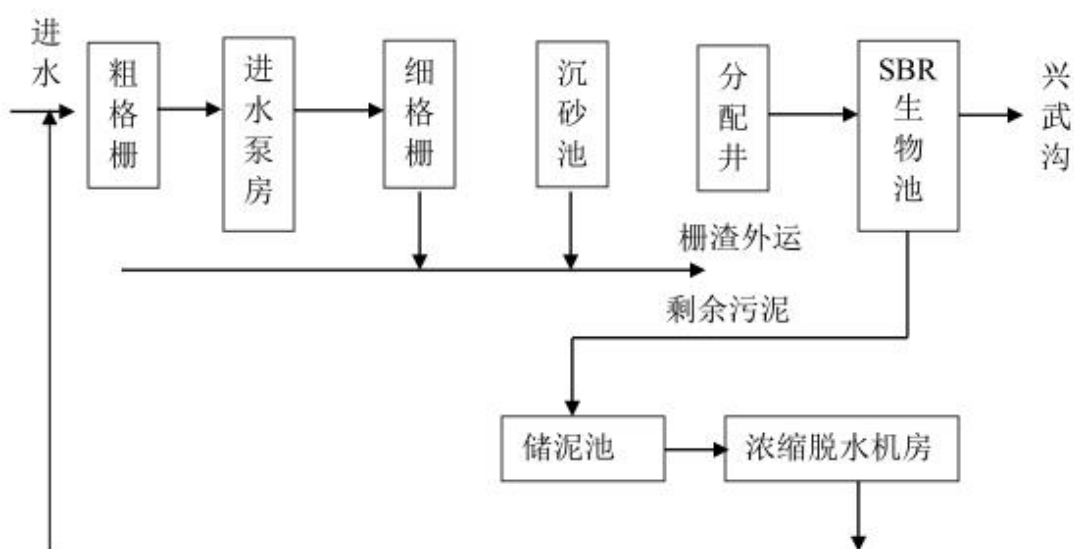 进水
粗格栅
进水泵房
细格栅
沉砂池
分配井
SBR
生物池
兴武沟
栅渣外运
剩余污泥
储泥池
浓缩脱水机房